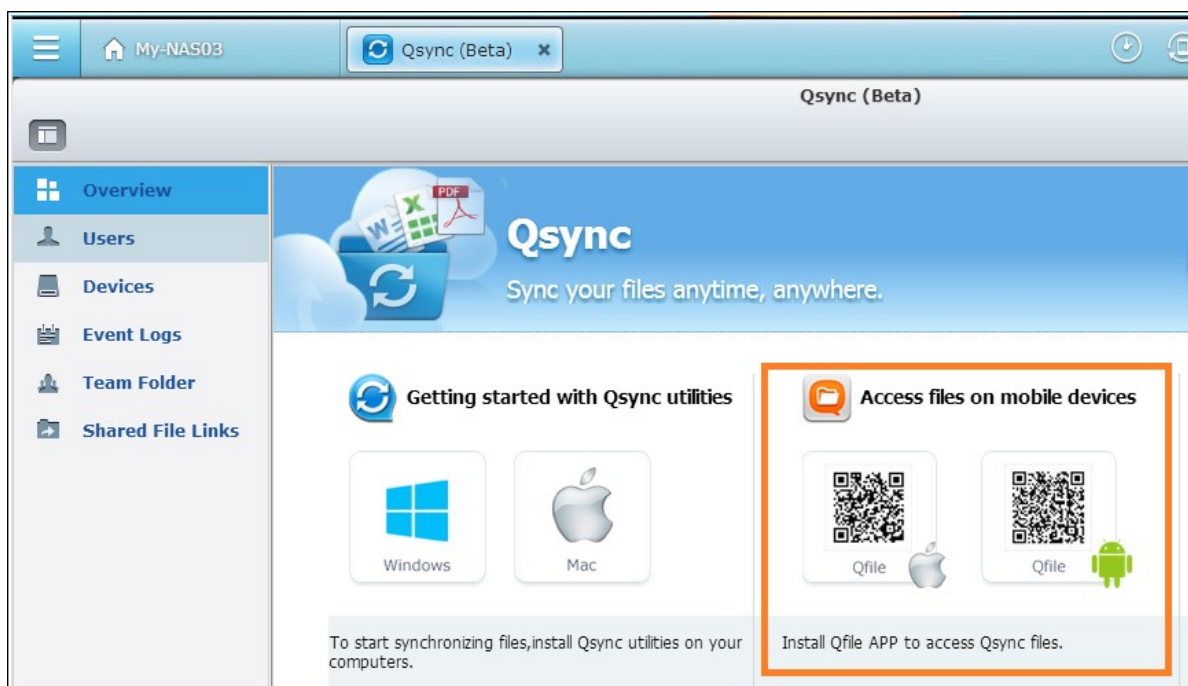 My-NAS03
Qsync (Beta)
Qsync (Beta)
Overview
Users
Devices
Event Logs
Team Folder
Shared File Links
PDF
W
X
Qsync
Sync your files anytime, anywhere.
Getting started with Qsync utilities
Windows
Mac
To start synchronizing files,install Qsync utilities on your
computers.
Access files on mobile devices
Qfile
Qfile
Install Qfile APP to access Qsync files.